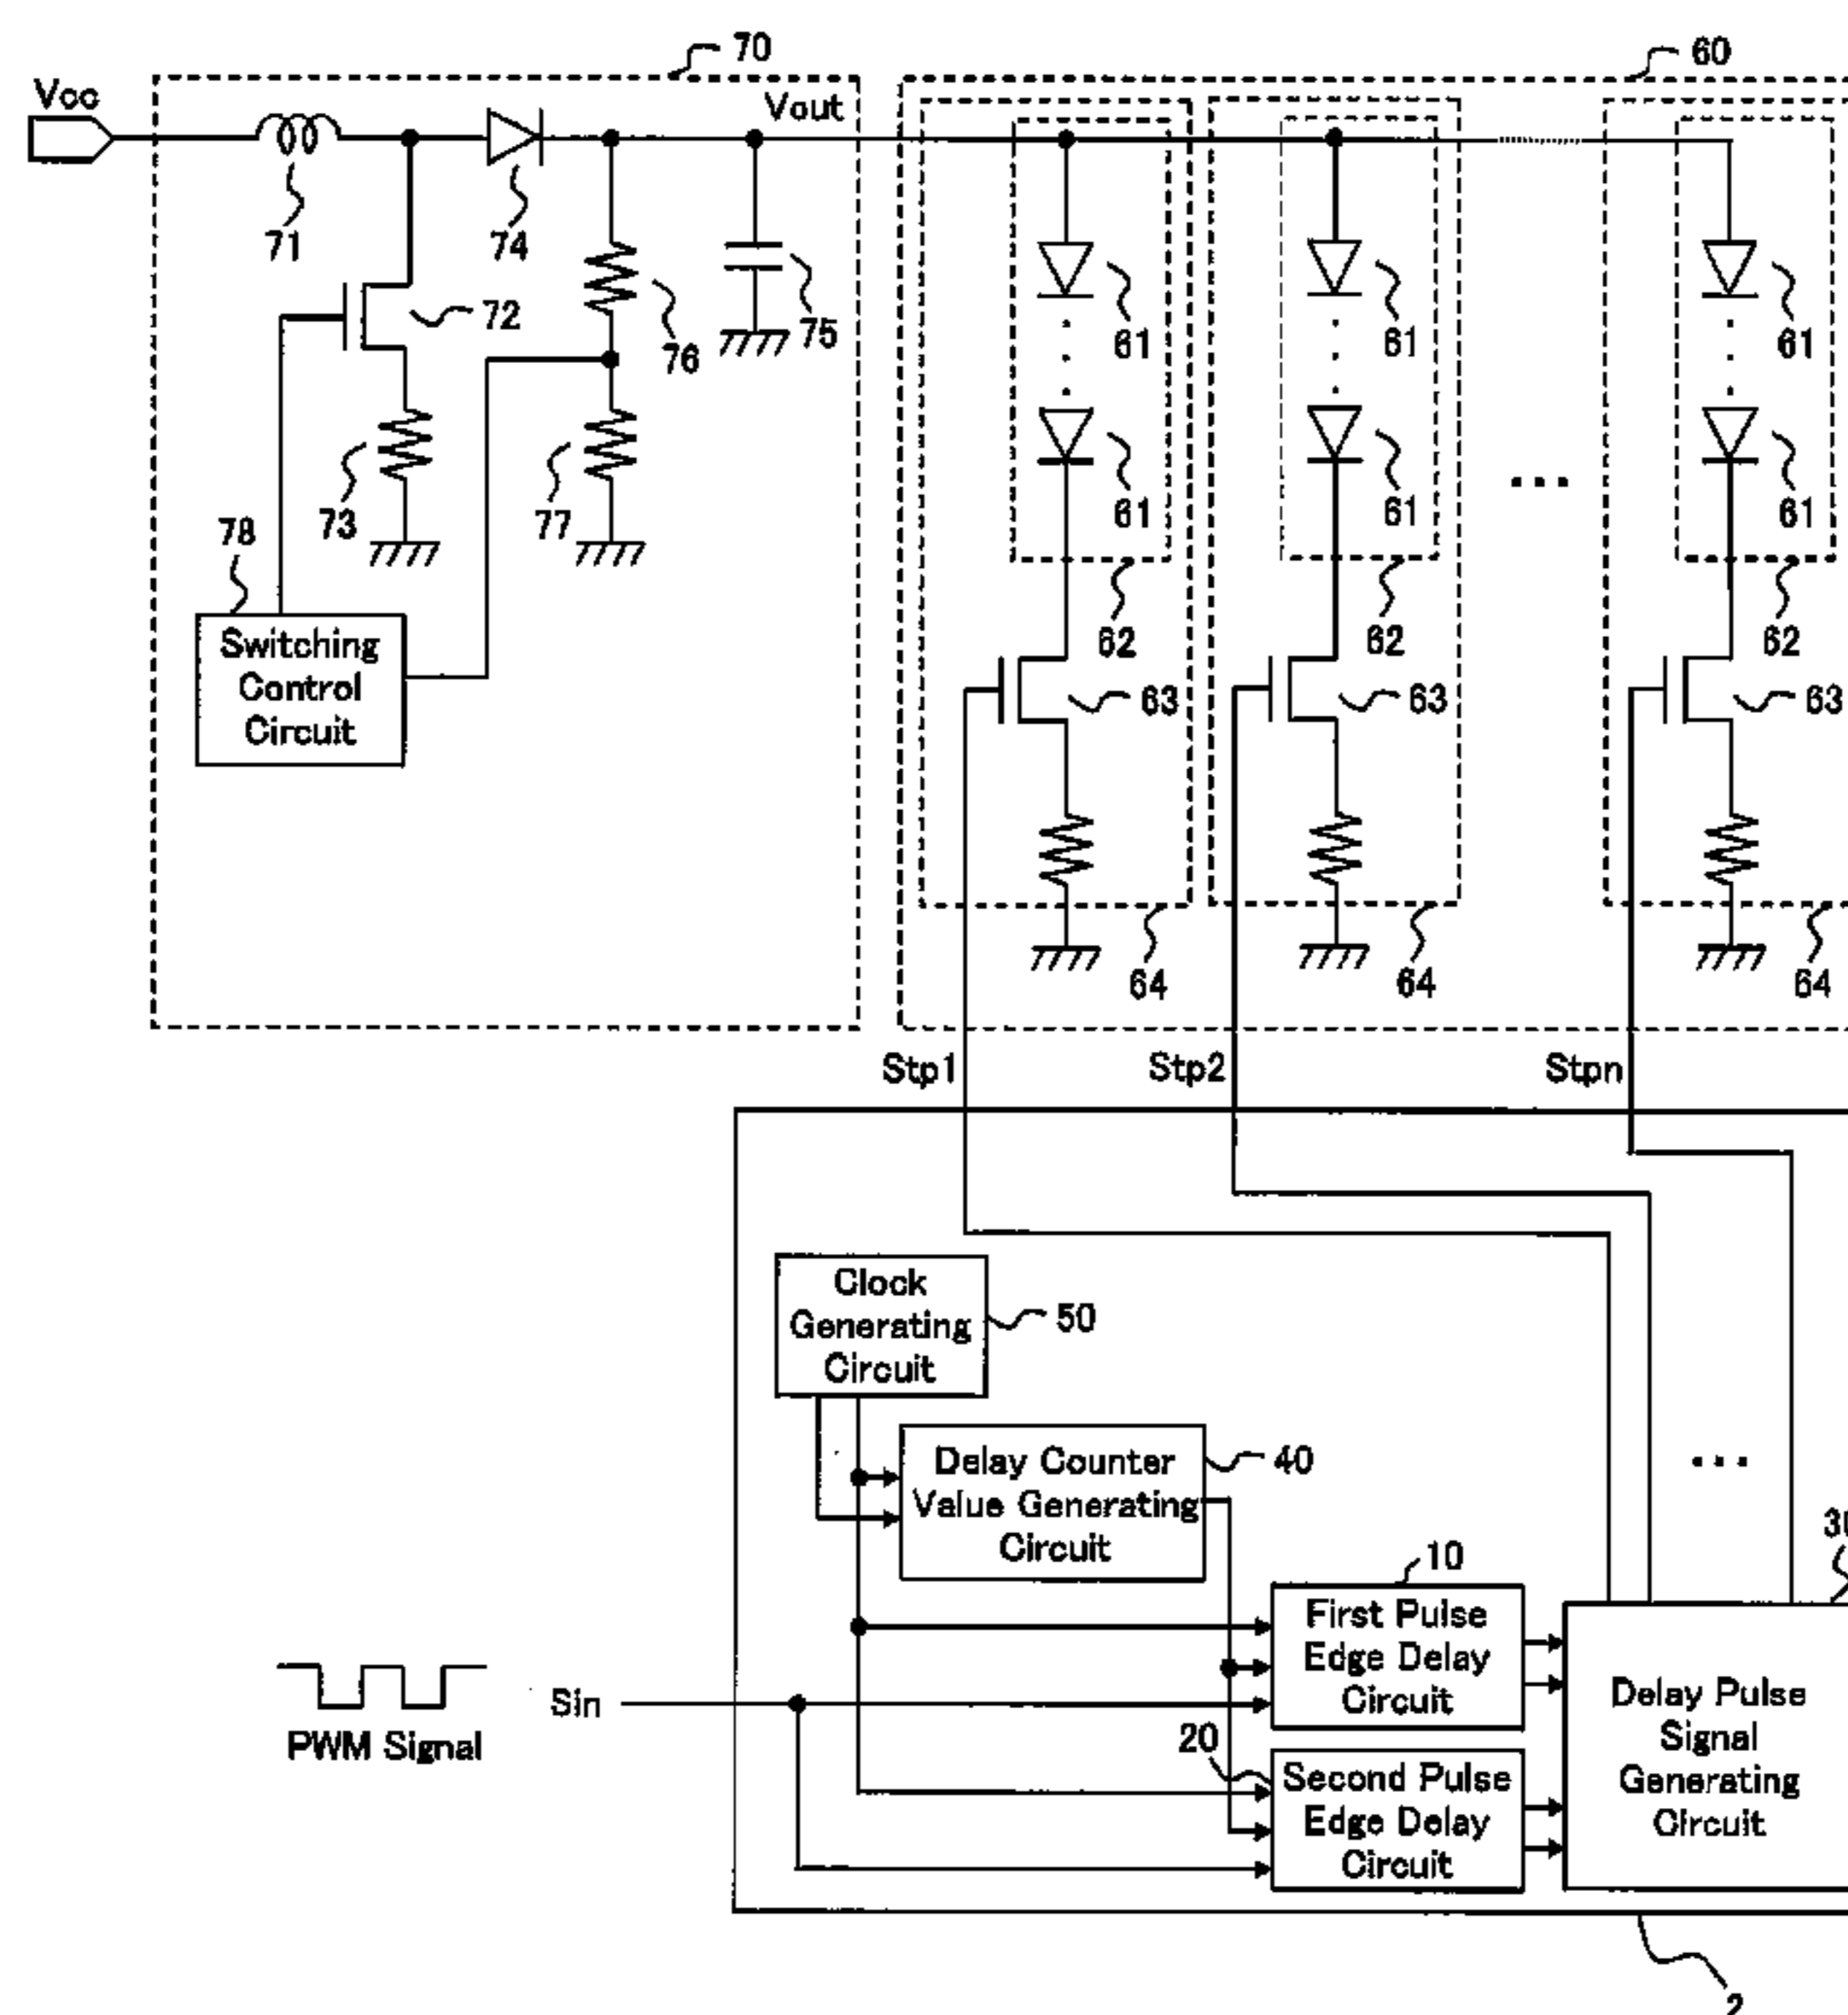 70
60
Vcc
Vout
71
74
72
76
75
61
61
61
73
77
61
61
61
78
Switching
Control
Circuit
62
62
62
63
63
63
64
64
64
Stp1
Stp2
Stpn
Clock
Generating
Circuit
50
Delay Counter
Value Generating
Circuit
40
...
10
First Pulse
Edge Delay
Circuit
Sin
PWM Signal
20
Second Pulse
Edge Delay
Circuit
Delay Pulse
Signal
Generating
Circuit
2